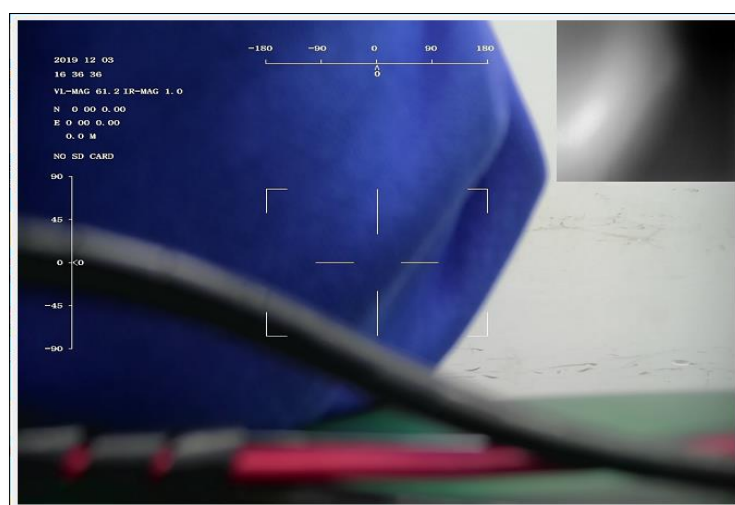 -180 -90 0 90 180
0
2019 12 03
16 36 36
VL-MAG 61.2 IR-MAG 1.0
N 0 00 0.00
E 0 00 0.00
0.0 M
NO SD CARD
90
45
0 <0
-45
-90